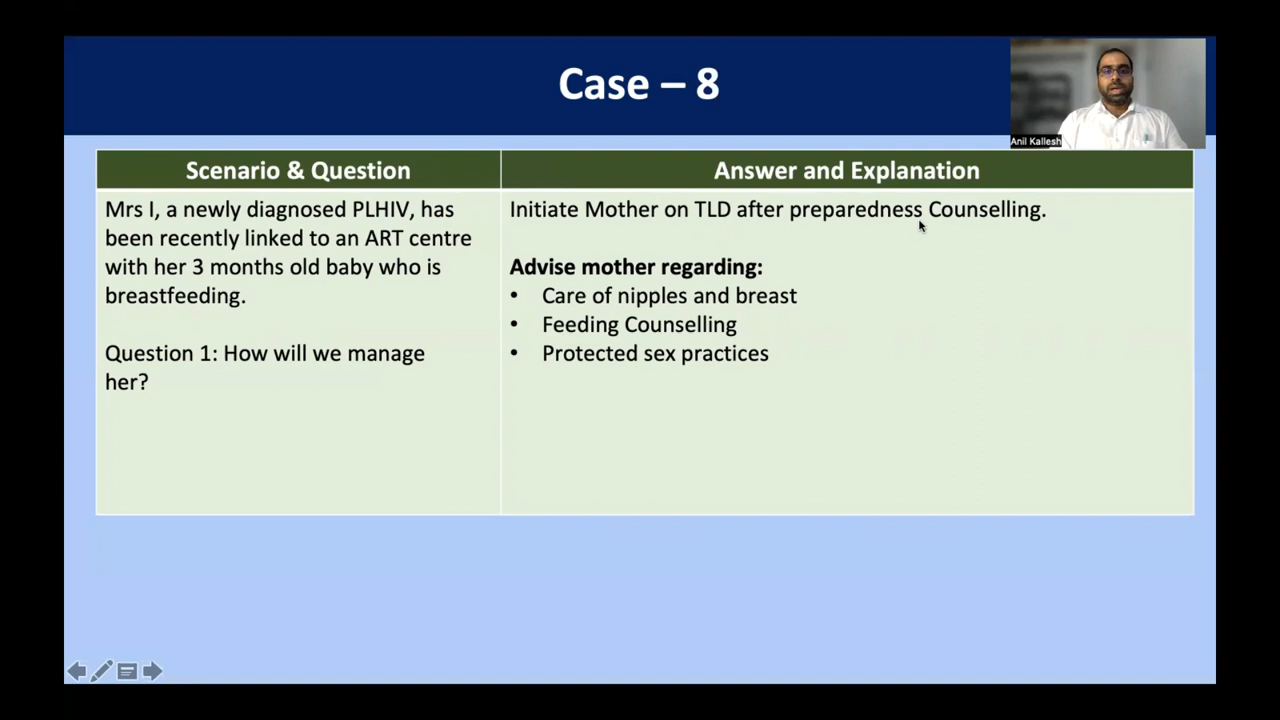 Case – 8
Anil Kallesh
Scenario & Question
Answer and Explanation
Mrs I, a newly diagnosed PLHIV, has
been recently linked to an ART centre
with her 3 months old baby who is
breastfeeding.
Question 1: How will we manage
her?
Initiate Mother on TLD after preparedness Counselling.
Advise mother regarding:
• Care of nipples and breast
• Feeding Counselling
• Protected sex practices